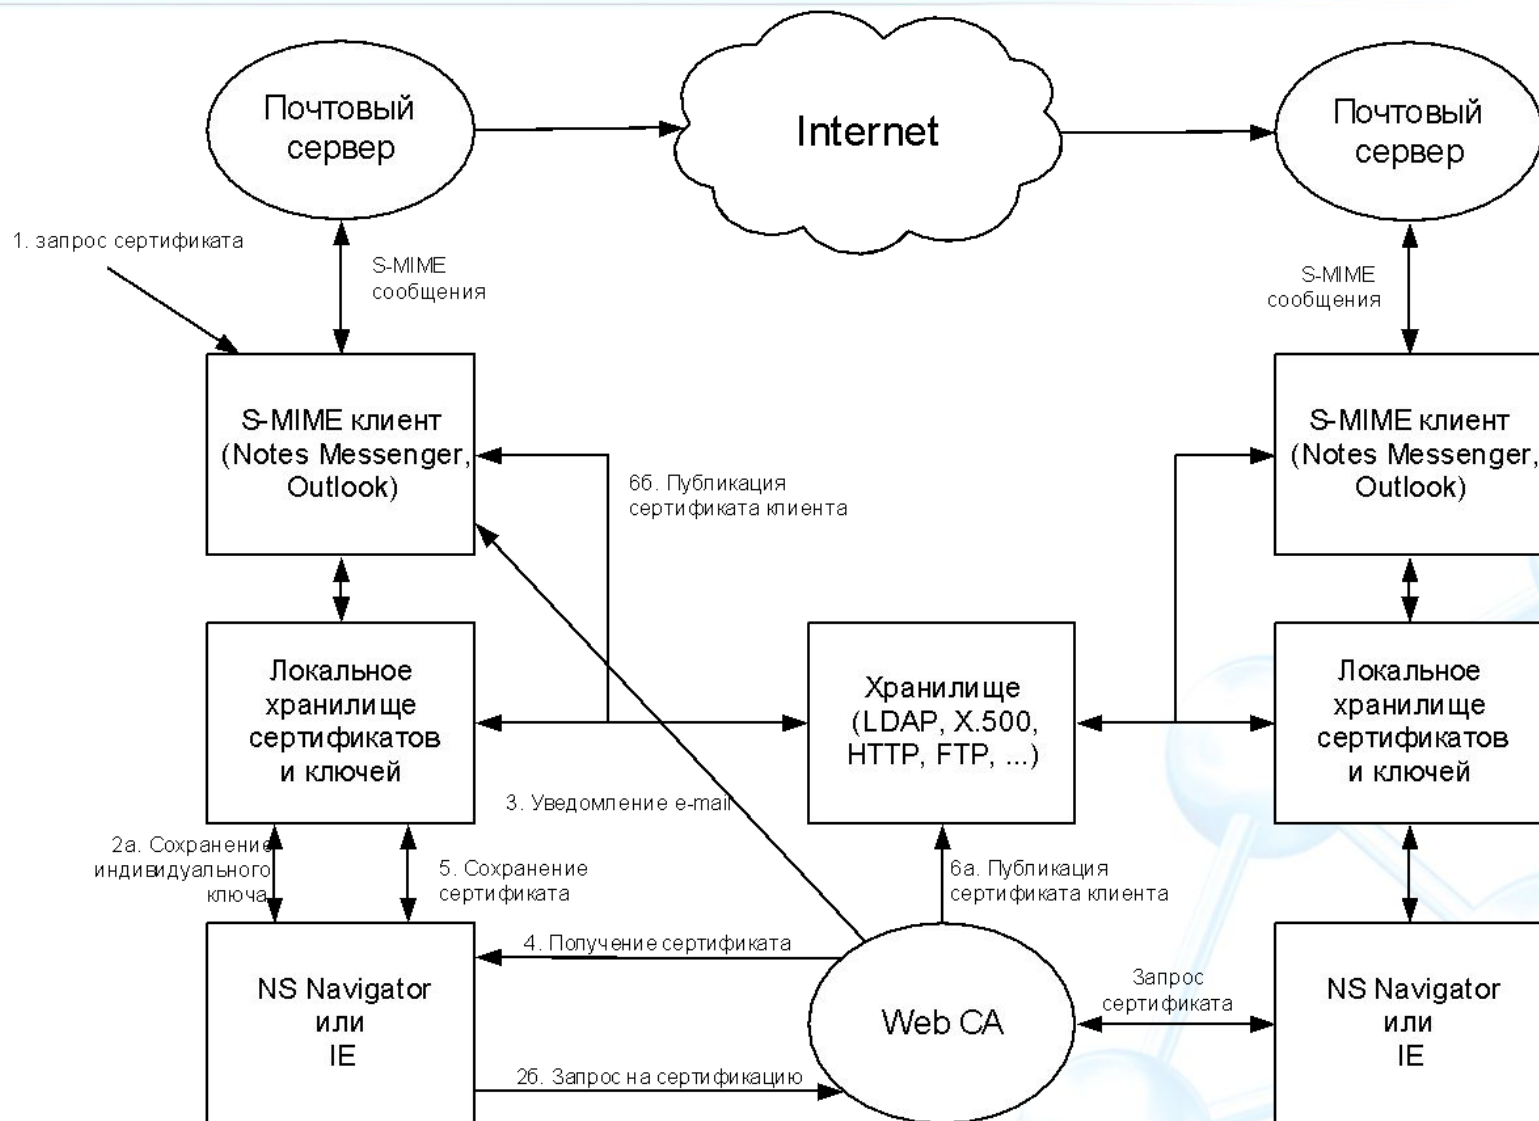 Почтовый
сервер
Internet
Почтовый
сервер
1. запрос сертификата
S-MIME
сообщения
S-MIME
сообщения
S-MIME клиент
(Notes Messenger,
Outlook)
6б. Публикация
сертификата клиента
S-MIME клиент
(Notes Messenger,
Outlook)
Локальное
хранилище
сертификатов
и ключей
Хранилище
(LDAP, X.500,
HTTP, FTP, ...)
Локальное
хранилище
сертификатов
и ключей
3. Уведомление e-mail
2а. Сохранение
индивидуального
ключа
5. Сохранение
сертификата
6а. Публикация
сертификата клиента
4. Получение сертификата
NS Navigator
или
IE
Web CA
Запрос
сертификата
NS Navigator
или
IE
2б. Запрос на сертификацию